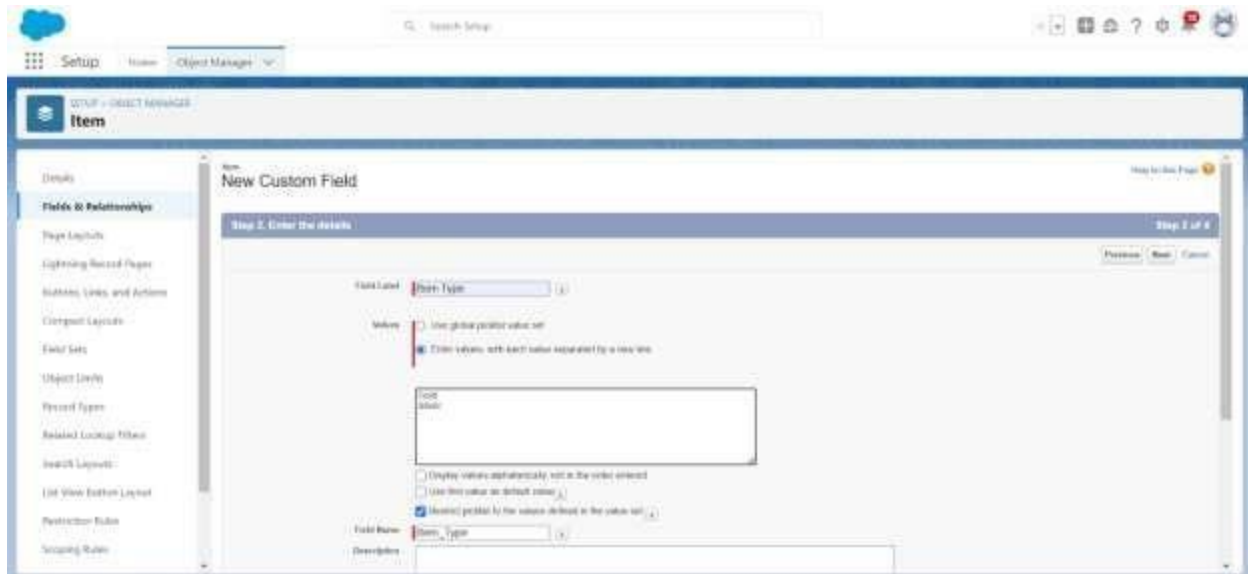 Search Setup
Setup Home Object Manager
SETUP > OBJECT MANAGER
Item
Details
Fields & Relationships
Page Layouts
Lightning Record Pages
Buttons, Links, and Actions
Compact Layouts
Field Sets
Object Limits
Record Types
Related Lookup Filters
Search Layouts
List View Button Layout
Restriction Rules
Scoping Rules
Item
New Custom Field
Help for this Page
Step 2. Enter the details
Step 2 of 4
Previous Next Cancel
Field Label Item Type
Values Use global picklist value set
Enter values, with each value separated by a new line
Display values alphabetically, not in the order entered
Use first value as default value
Restrict picklist to the values defined in the value set
Field Name Item_Type
Description